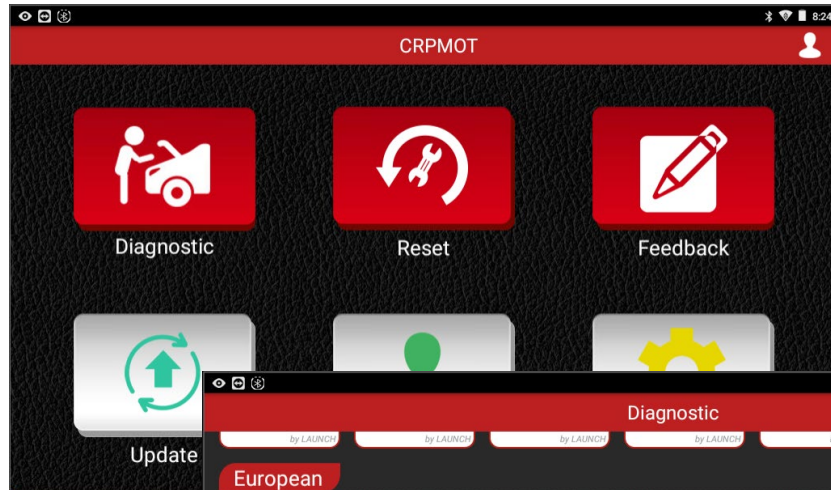 8:24
CRPMOT
Diagnostic
Reset
Feedback
Update
Diagnostic
by LAUNCH
by LAUNCH
by LAUNCH
by LAUNCH
European